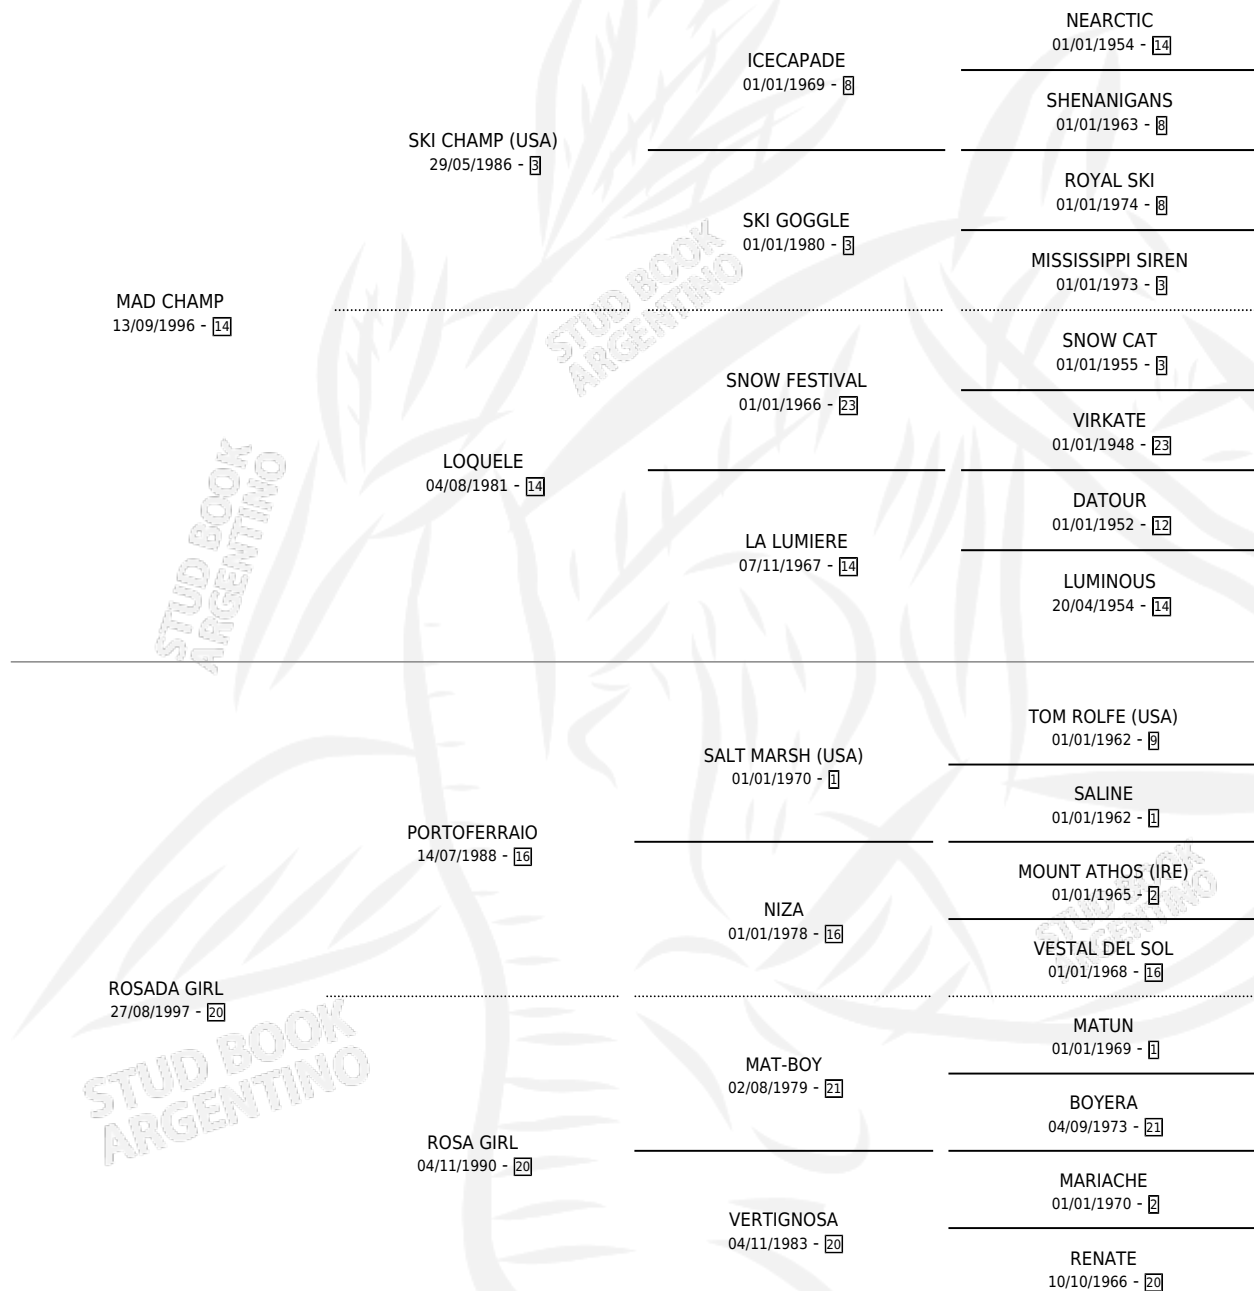 NEARCTIC
01/01/1954 - 14
ICECAPADE
01/01/1969 - 8
SHENANIGANS
01/01/1963 - 8
SKI CHAMP (USA)
29/05/1986 - 3
ROYAL SKI
01/01/1974 - 8
SKI GOGGLE
01/01/1980 - 3
MISSISSIPPI SIREN
01/01/1973 - 3
MAD CHAMP
13/09/1996 - 14
SNOW CAT
01/01/1955 - 3
SNOW FESTIVAL
01/01/1966 - 23
VIRKATE
01/01/1948 - 23
LOQUELE
04/08/1981 - 14
DATOUR
01/01/1952 - 12
LA LUMIERE
07/11/1967 - 14
LUMINOUS
20/04/1954 - 14
STUD BOOK
ARGENTINO
STUD BOOK
ARGENTINO
TOM ROLFE (USA)
01/01/1962 - 9
SALT MARSH (USA)
01/01/1970 - 1
SALINE
01/01/1962 - 1
PORTOFERRAIO
14/07/1988 - 16
MOUNT ATHOS (IRE)
01/01/1965 - 2
NIZA
01/01/1978 - 16
VESTAL DEL SOL
01/01/1968 - 16
ROSADA GIRL
27/08/1997 - 20
MATUN
01/01/1969 - 1
MAT-BOY
02/08/1979 - 21
BOYERA
04/09/1973 - 21
ROSA GIRL
04/11/1990 - 20
MARIACHE
01/01/1970 - 2
VERTIGNOSA
04/11/1983 - 20
RENATE
10/10/1966 - 20
STUD BOOK
ARGENTINO
STUD BOOK
ARGENTINO